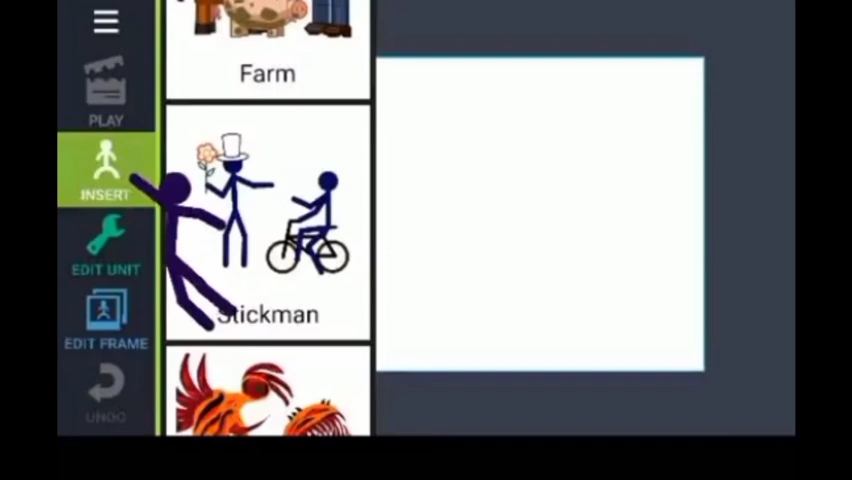 Farm
PLAY
INSERT
EDIT UNIT
Stickman
EDIT FRAME
UNDO